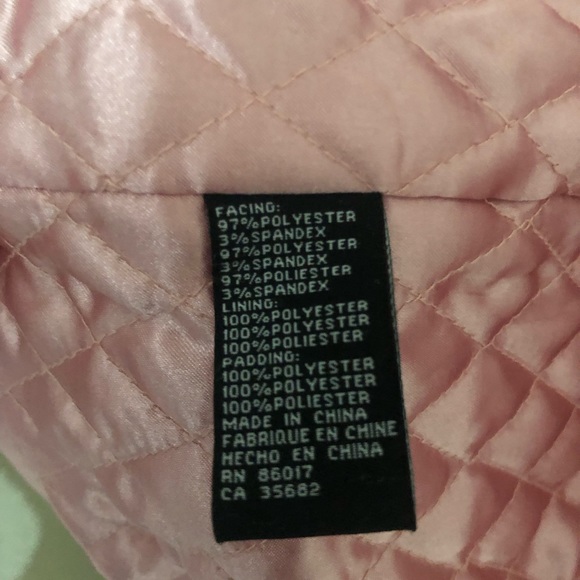 FACING:
97%POLYESTER
3%SPANDEX
97%POLYESTER
3%SPANDEX
97%POLIESTER
3%SPANDEX
LINING:
100%POLYESTER
100%POLYESTER
100%POLIESTER
PADDING:
100%POLYESTER
100%POLYESTER
100%POLIESTER
MADE IN CHINA
FABRIQUE EN CHINE
HECHO EN CHINA
RN 86017
CA 35682